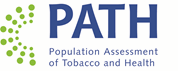 PATH
Population Assessment
of Tobacco and Health